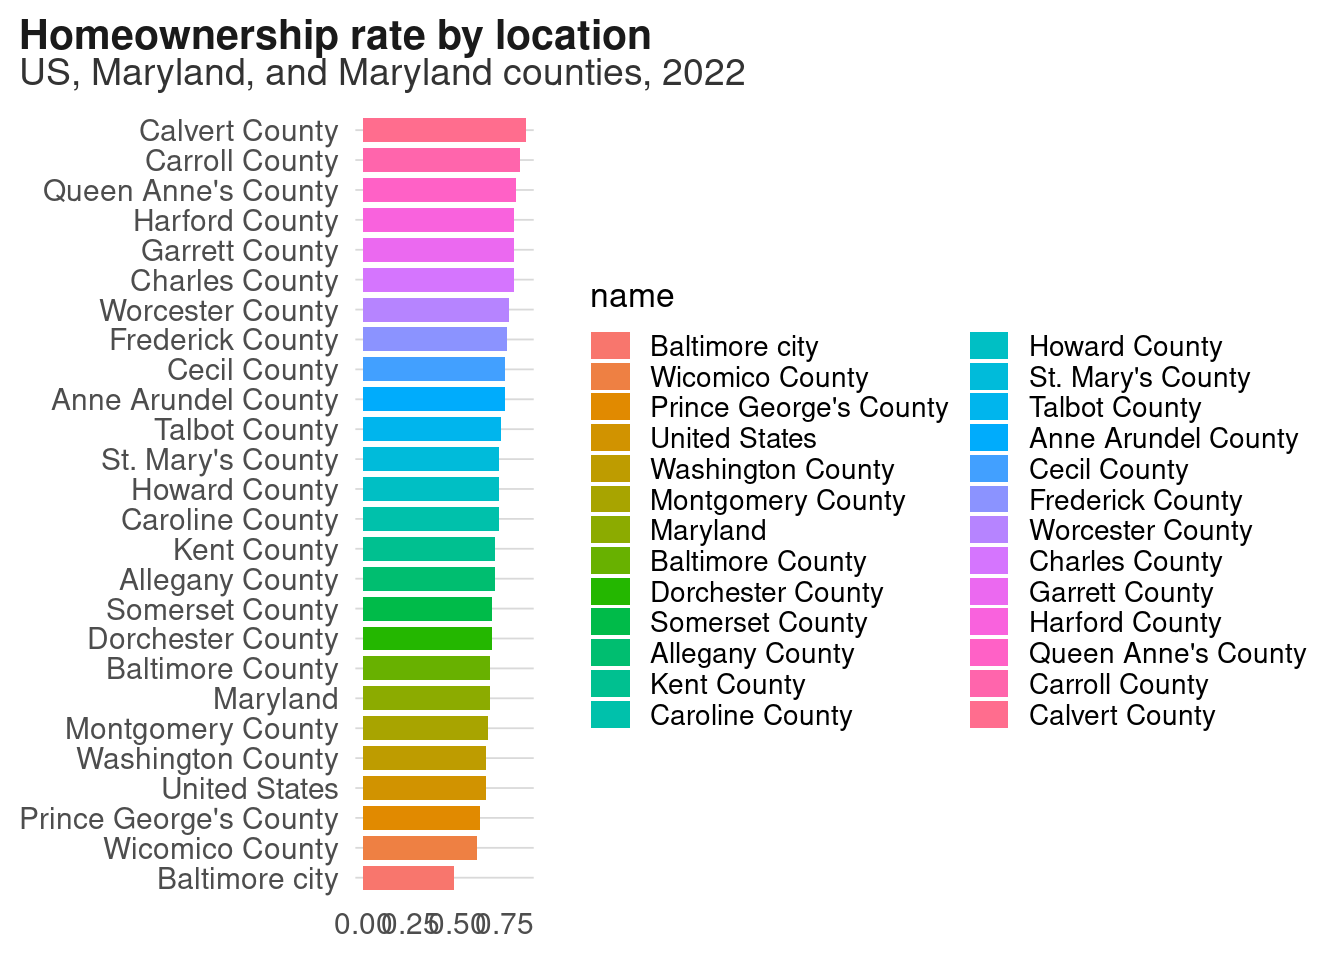 Homeownership rate by location
US, Maryland, and Maryland counties, 2022
Calvert County
Carroll County
Queen Anne's County
Harford County
Garrett County
Charles County
Worcester County
Frederick County
Cecil County
Anne Arundel County
Talbot County
St. Mary's County
Howard County
Caroline County
Kent County
Allegany County
Somerset County
Dorchester County
Baltimore County
Maryland
Montgomery County
Washington County
United States
Prince George's County
Wicomico County
Baltimore city
0.00 0.25 0.50 0.75
name
Baltimore city
Wicomico County
Prince George's County
United States
Washington County
Montgomery County
Maryland
Baltimore County
Dorchester County
Somerset County
Allegany County
Kent County
Caroline County
Howard County
St. Mary's County
Talbot County
Anne Arundel County
Cecil County
Frederick County
Worcester County
Charles County
Garrett County
Harford County
Queen Anne's County
Carroll County
Calvert County